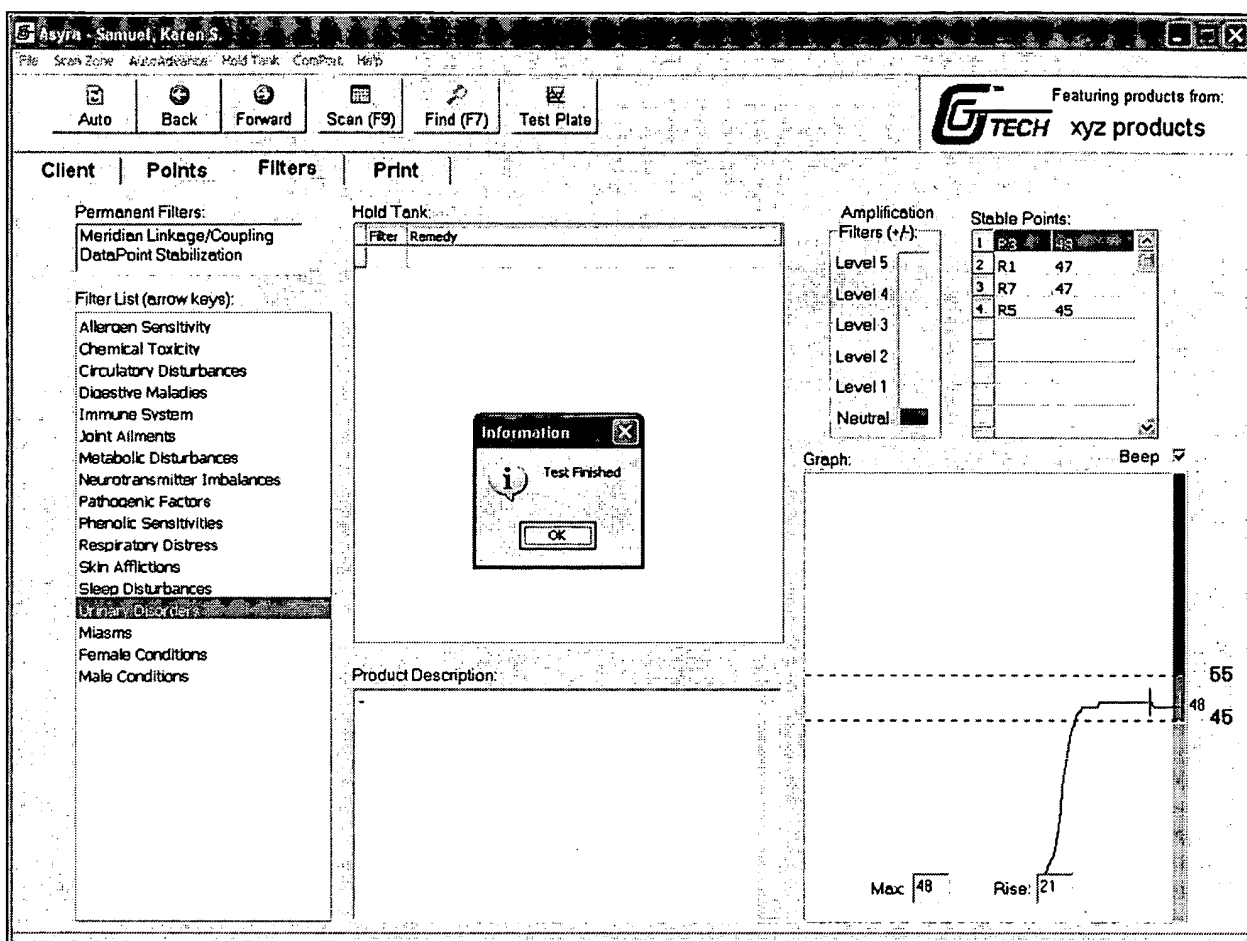 Asyra - Samuel, Karen S.
File Scan Zone AutoAdvance Hold Tank ComPort Help
Auto Back Forward Scan (F9) Find (F7) Test Plate
Featuring products from:
GTECH xyz products
Client Points Filters Print
Permanent Filters:
Meridian Linkage/Coupling
DataPoint Stabilization
Filter List (arrow keys):
Allergen Sensitivity
Chemical Toxicity
Circulatory Disturbances
Digestive Maladies
Immune System
Joint Ailments
Metabolic Disturbances
Neurotransmitter Imbalances
Pathogenic Factors
Phenolic Sensitivities
Respiratory Distress
Skin Afflictions
Sleep Disturbances
Urinary Disorders
Miasms
Female Conditions
Male Conditions
Hold Tank:
Filter Remedy
Information
Test Finished
OK
Product Description:
-
Amplification
Filters (+/-):
Level 5
Level 4
Level 3
Level 2
Level 1
Neutral
Stable Points:
1 R3
2 R1 47
3 R7 47
4 R5 45
Graph:
Beep
55
48
45
Max: 48 Rise: 21